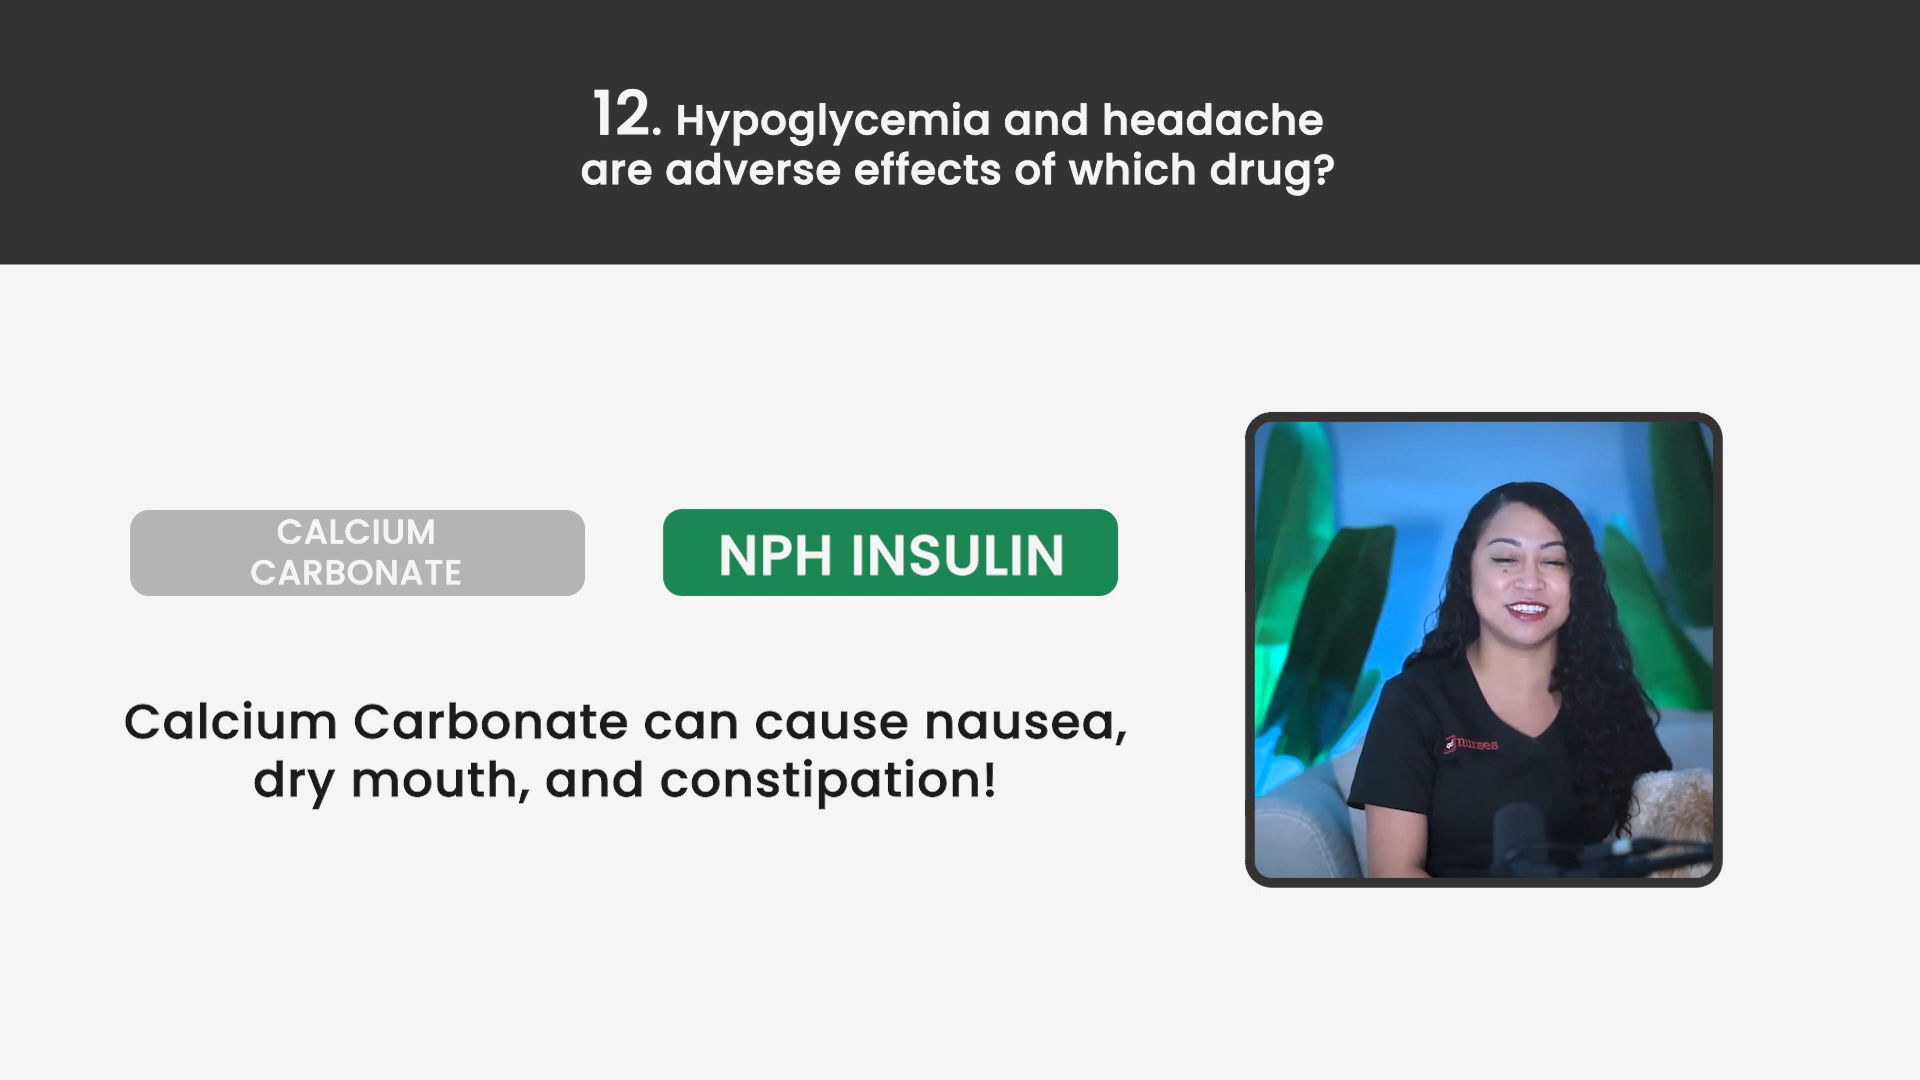 12. Hypoglycemia and headache
are adverse effects of which drug?
CALCIUM
CARBONATE
NPH INSULIN
Calcium Carbonate can cause nausea,
dry mouth, and constipation!
nurses